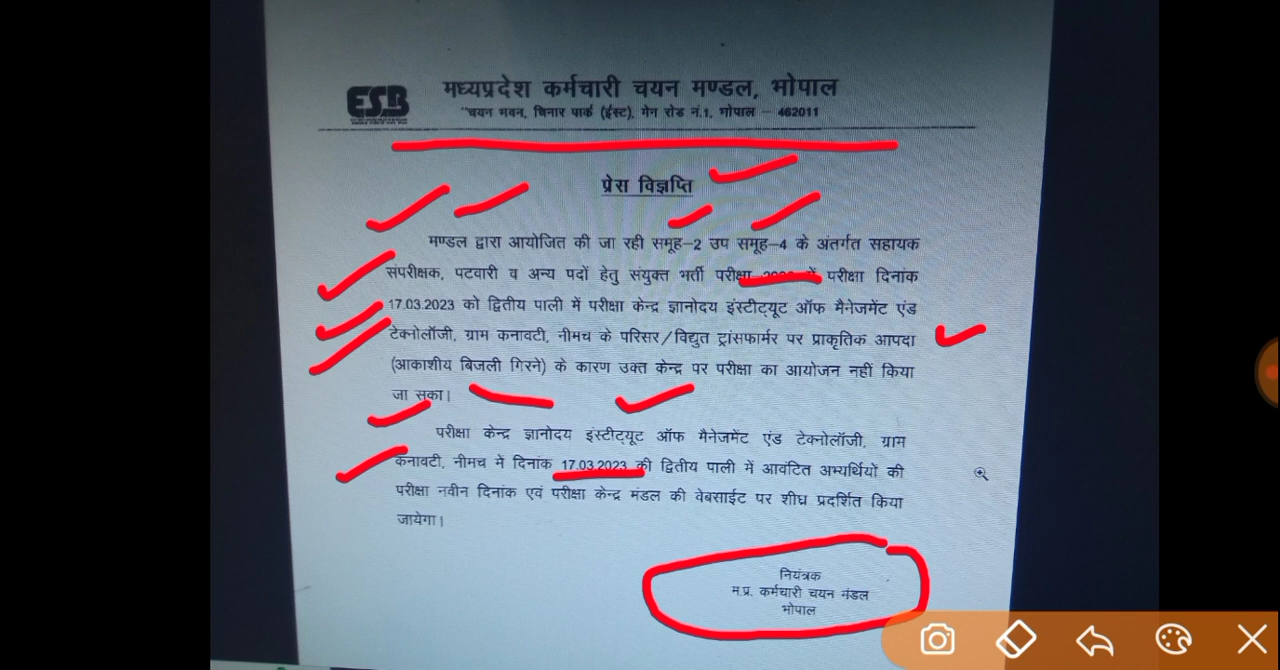 ESB
मध्यप्रदेश कर्मचारी चयन मण्डल, भोपाल
"चयन भवन, चिनार पार्क (ईस्ट), मेन रोड नं.1, भोपाल – 462011
प्रेस विज्ञप्ति
मण्डल द्वारा आयोजित की जा रही समूह–2 उप समूह–4 के अंतर्गत सहायक
संपरीक्षक, पटवारी व अन्य पदों हेतु संयुक्त भर्ती परीक्षा में परीक्षा दिनांक
17.03.2023 को द्वितीय पाली में परीक्षा केन्द्र ज्ञानोदय इंस्टीट्यूट ऑफ मैनेजमेंट एंड
टेक्नोलॉजी, ग्राम कनावटी, नीमच के परिसर/विद्युत ट्रांसफार्मर पर प्राकृतिक आपदा
(आकाशीय बिजली गिरने) के कारण उक्त केन्द्र पर परीक्षा का आयोजन नहीं किया
जा सका।
परीक्षा केन्द्र ज्ञानोदय इंस्टीट्यूट ऑफ मैनेजमेंट एंड टेक्नोलॉजी, ग्राम
कनावटी, नीमच में दिनांक 17.03.2023 की द्वितीय पाली में आवंटित अभ्यर्थियों की
परीक्षा नवीन दिनांक एवं परीक्षा केन्द्र मंडल की वेबसाईट पर शीघ्र प्रदर्शित किया
जायेगा।
नियंत्रक
म.प्र. कर्मचारी चयन मंडल
भोपाल